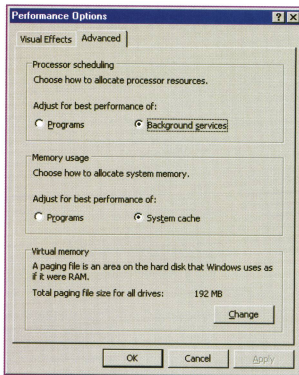 Performance Options
Visual Effects Advanced
Processor scheduling
Choose how to allocate processor resources.
Adjust for best performance of:
Programs Background services
Memory usage
Choose how to allocate system memory.
Adjust for best performance of:
Programs System cache
Virtual memory
A paging file is an area on the hard disk that Windows uses as
if it were RAM.
Total paging file size for all drives: 192 MB
Change
OK Cancel Apply